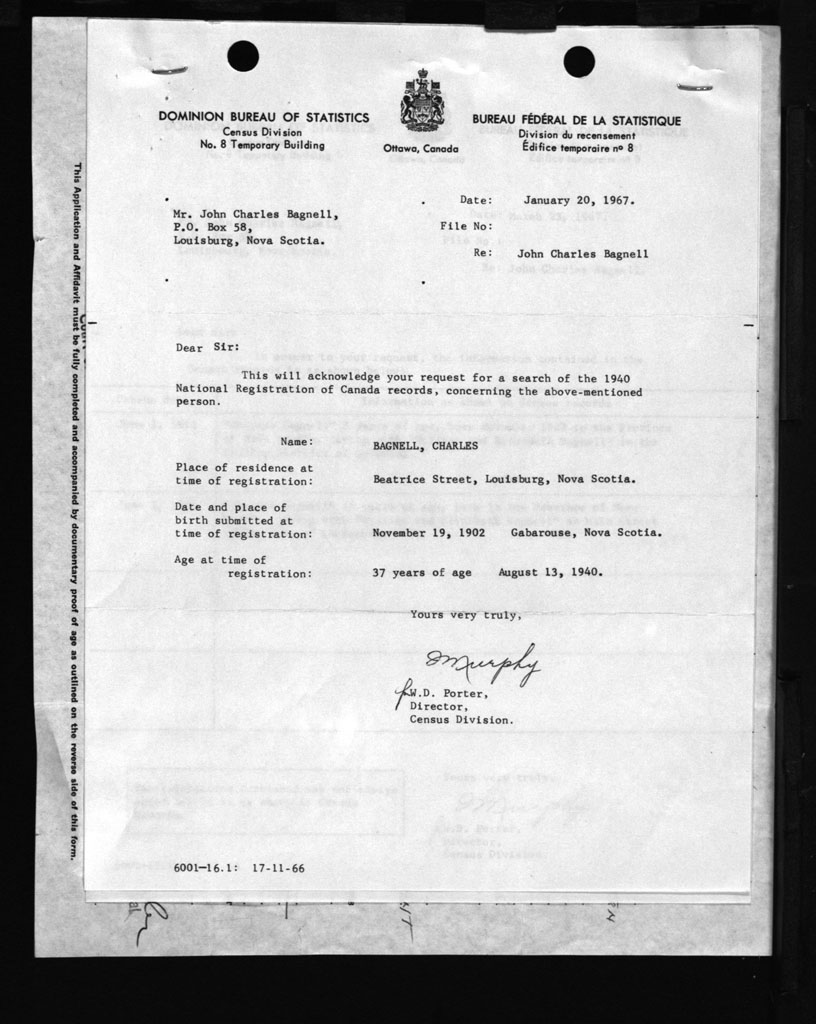 DOMINION BUREAU OF STATISTICS
Census Division
No. 8 Temporary Building
Ottawa, Canada
BUREAU FÉDÉRAL DE LA STATISTIQUE
Division du recensement
Édifice temporaire nº 8
Mr. John Charles Bagnell,
P.O. Box 58,
Louisburg, Nova Scotia.
Date: January 20, 1967.
File No:
Re: John Charles Bagnell
Dear Sir:
This will acknowledge your request for a search of the 1940
National Registration of Canada records, concerning the above-mentioned
person.
Name: BAGNELL, CHARLES
Place of residence at
time of registration: Beatrice Street, Louisburg, Nova Scotia.
Date and place of
birth submitted at
time of registration: November 19, 1902 Gabarouse, Nova Scotia.
Age at time of
registration: 37 years of age August 13, 1940.
Yours very truly,
Murphy
W.D. Porter,
Director,
Census Division.
6001-16.1: 17-11-66
This Application and Affidavit must be fully completed and accompanied by documentary proof of age as outlined on the reverse side of this form.